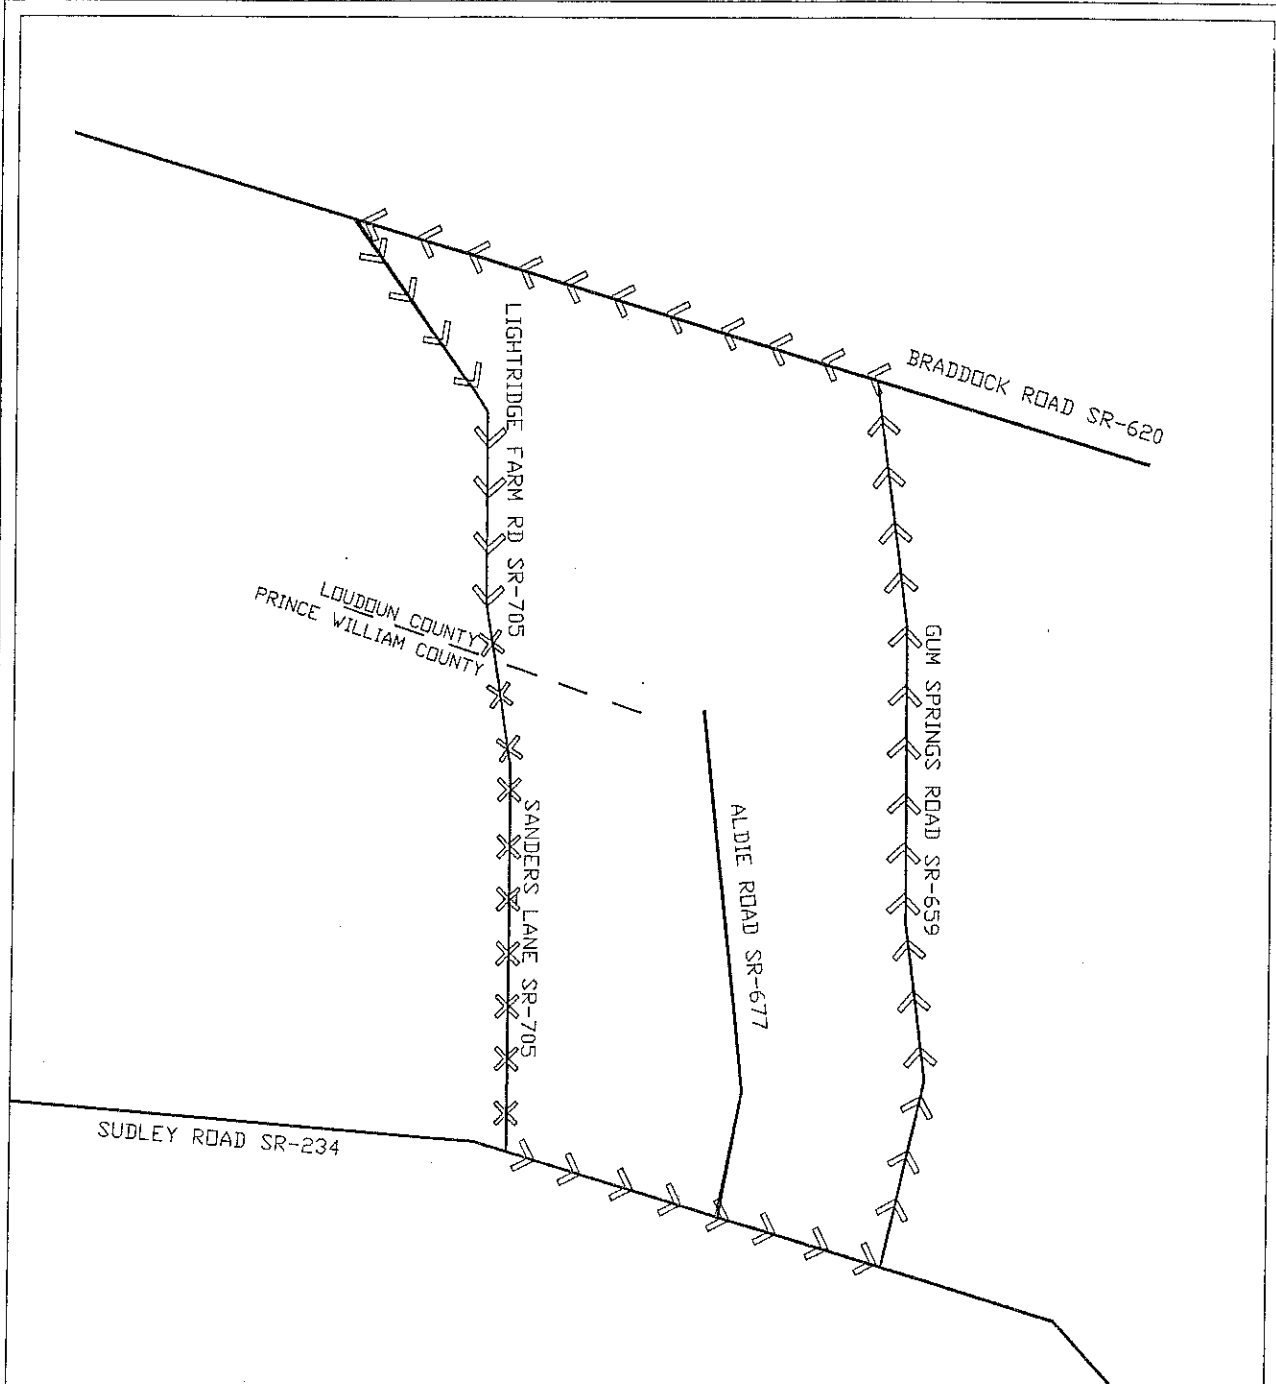 BRADDOCK ROAD SR-620
LIGHTRIDGE FARM RD SR-705
LOUDOUN COUNTY
PRINCE WILLIAM COUNTY
GUM SPRINGS ROAD SR-659
SANDERS LANE SR-705
ALDIE ROAD SR-677
SUDLEY ROAD SR-234